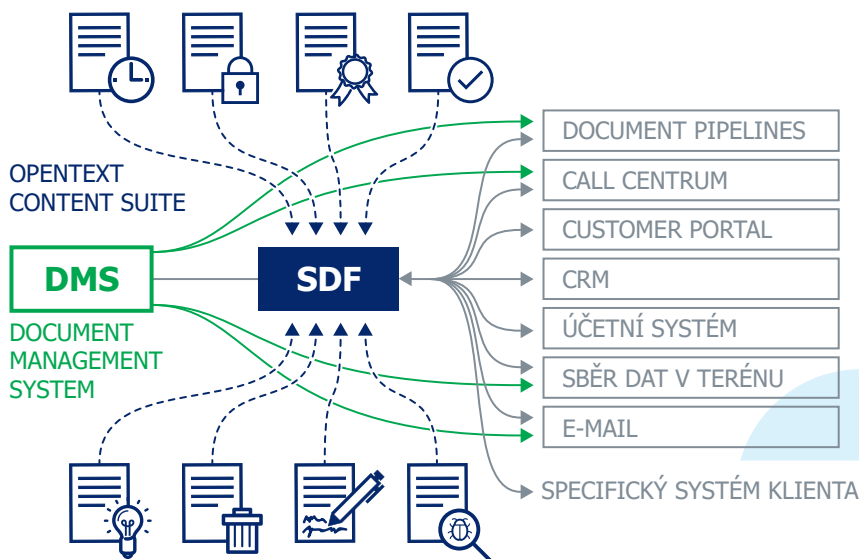 OPENTEXT
CONTENT SUITE
DMS
DOCUMENT
MANAGEMENT
SYSTEM
SDF
DOCUMENT PIPELINES
CALL CENTRUM
CUSTOMER PORTAL
CRM
ÚČETNÍ SYSTÉM
SBĚR DAT V TERÉNU
E-MAIL
SPECIFICKÝ SYSTÉM KLIENTA